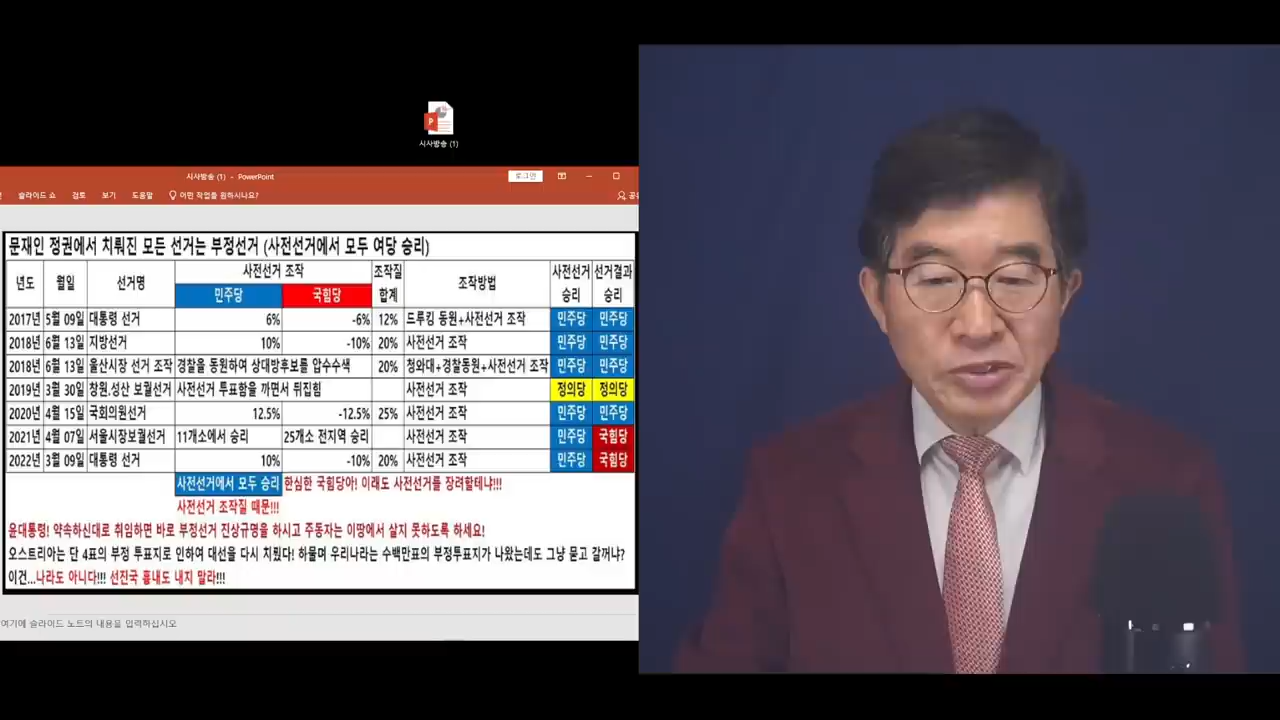 시사방송 (1)
시사방송 (1) - PowerPoint
로그인
슬라이드 쇼 검토 보기 도움말 어떤 작업을 원하시나요?
문재인 정권에서 치뤄진 모든 선거는 부정선거 (사전선거에서 모두 여당 승리)
년도 월일 선거명 사전선거 조작 조작질 합계 조작방법 사전선거 승리 선거결과 승리
민주당 국힘당
2017년 5월 09일 대통령 선거 6% -6% 12% 드루킹 동원+사전선거 조작 민주당 민주당
2018년 6월 13일 지방선거 10% -10% 20% 사전선거 조작 민주당 민주당
2018년 6월 13일 울산시장 선거 조작 경찰을 동원하여 상대방후보를 압수수색 20% 청와대+경찰동원+사전선거 조작 민주당 민주당
2019년 3월 30일 창원.성산 보궐선거 사전선거 투표함을 까면서 뒤집힘 사전선거 조작 정의당 정의당
2020년 4월 15일 국회의원선거 12.5% -12.5% 25% 사전선거 조작 민주당 민주당
2021년 4월 07일 서울시장보궐선거 11개소에서 승리 25개소 전지역 승리 사전선거 조작 민주당 국힘당
2022년 3월 09일 대통령 선거 10% -10% 20% 사전선거 조작 민주당 국힘당
사전선거에서 모두 승리 한심한 국힘당아! 이래도 사전선거를 장려할테냐!!!
사전선거 조작질 때문!!!
윤대통령! 약속하신대로 취임하면 바로 부정선거 진상규명을 하시고 주동자는 이땅에서 살지 못하도록 하세요!
오스트리아는 단 4표의 부정 투표지로 인하여 대선을 다시 치뤘다! 하물며 우리나라는 수백만표의 부정투표지가 나왔는데도 그냥 묻고 갈꺼냐?
이건...나라도 아니다!!! 선진국 흉내도 내지 말라!!!
여기에 슬라이드 노트의 내용을 입력하십시오